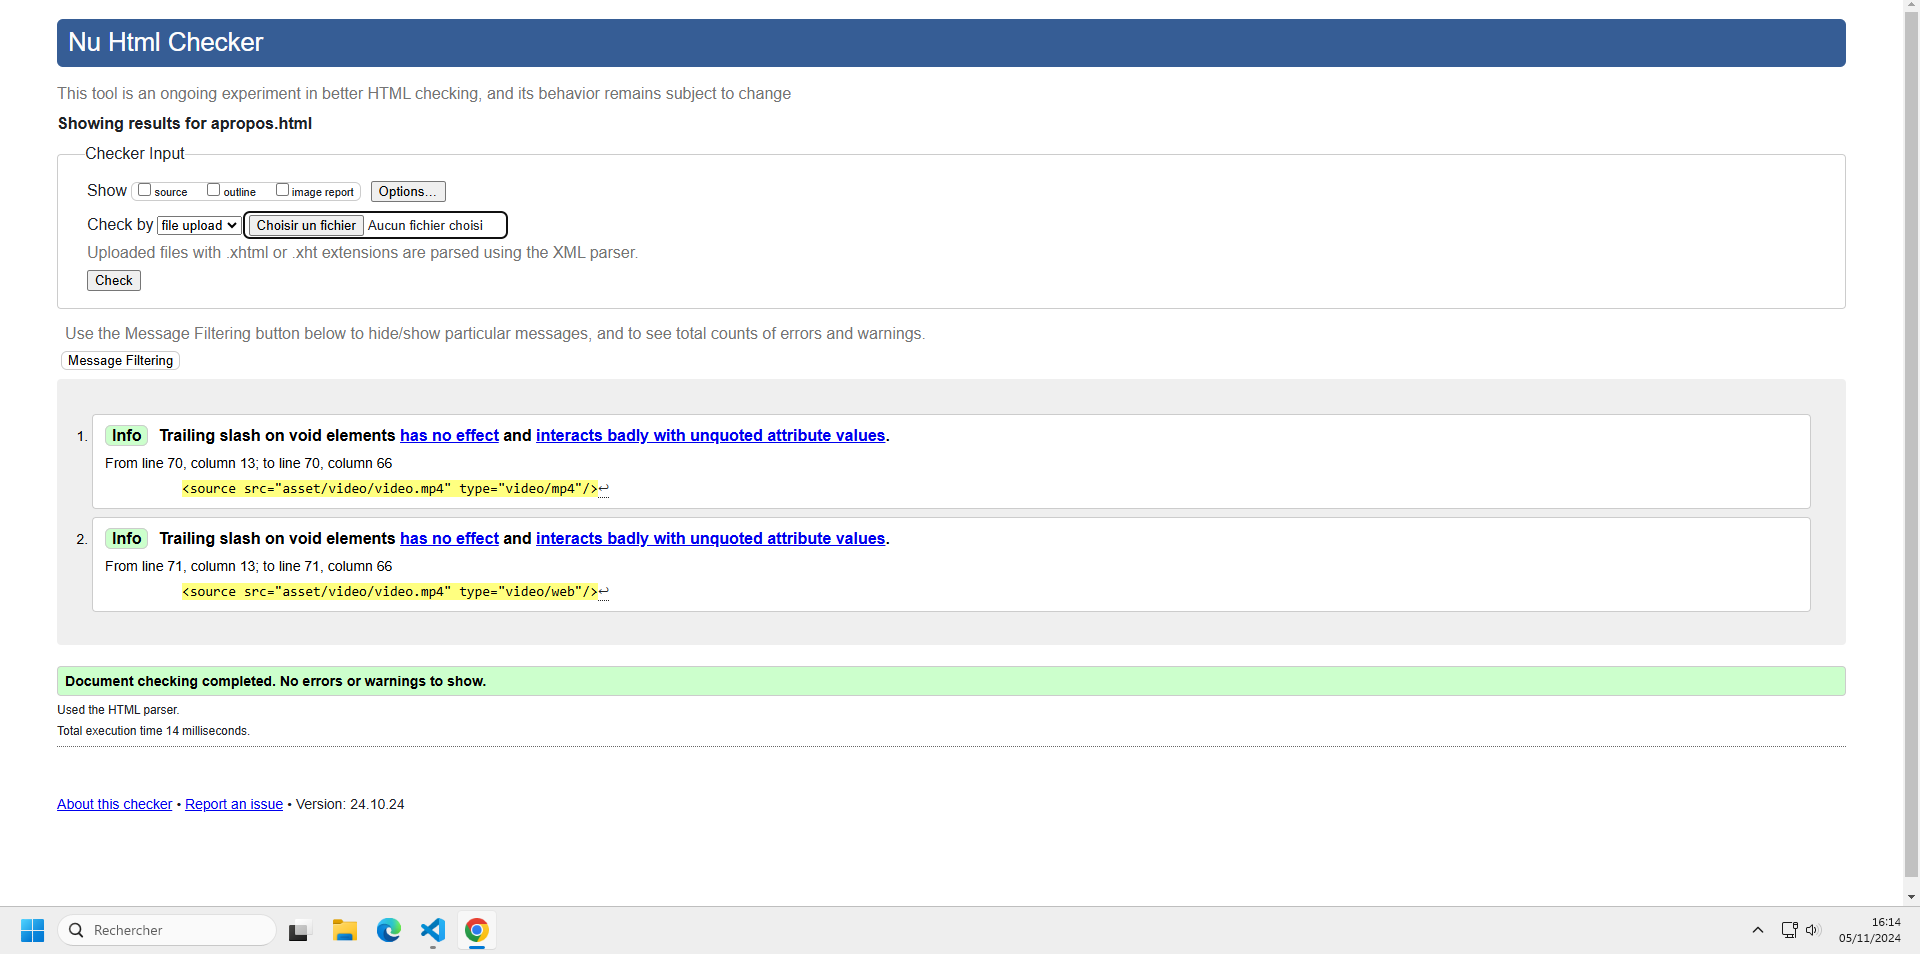 Nu Html Checker
This tool is an ongoing experiment in better HTML checking, and its behavior remains subject to change
Showing results for apropos.html
Checker Input
Show source outline image report Options...
Check by file upload Choisir un fichier Aucun fichier choisi
Uploaded files with .xhtml or .xht extensions are parsed using the XML parser.
Check
Use the Message Filtering button below to hide/show particular messages, and to see total counts of errors and warnings.
Message Filtering
1. Info Trailing slash on void elements has no effect and interacts badly with unquoted attribute values.
From line 70, column 13; to line 70, column 66
<source src="asset/video/video.mp4" type="video/mp4"/>↩
2. Info Trailing slash on void elements has no effect and interacts badly with unquoted attribute values.
From line 71, column 13; to line 71, column 66
<source src="asset/video/video.mp4" type="video/web"/>↩
Document checking completed. No errors or warnings to show.
Used the HTML parser.
Total execution time 14 milliseconds.
About this checker • Report an issue • Version: 24.10.24
Rechercher
16:14
05/11/2024